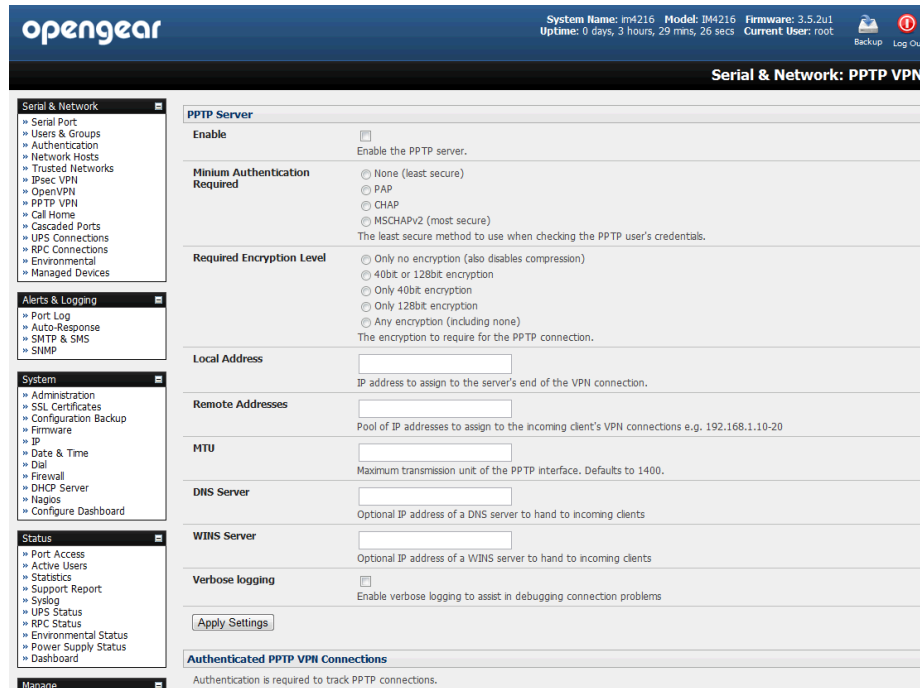 opengear
System Name: im4216 Model: IM4216 Firmware: 3.5.2u1
Uptime: 0 days, 3 hours, 29 mins, 26 secs Current User: root
Backup
Log Ou
Serial & Network: PPTP VPN
Serial & Network
» Serial Port
» Users & Groups
» Authentication
» Network Hosts
» Trusted Networks
» IPsec VPN
» OpenVPN
» PPTP VPN
» Call Home
» Cascaded Ports
» UPS Connections
» RPC Connections
» Environmental
» Managed Devices
Alerts & Logging
» Port Log
» Auto-Response
» SMTP & SMS
» SNMP
System
» Administration
» SSL Certificates
» Configuration Backup
» Firmware
» IP
» Date & Time
» Dial
» Firewall
» DHCP Server
» Nagios
» Configure Dashboard
Status
» Port Access
» Active Users
» Statistics
» Support Report
» Syslog
» UPS Status
» RPC Status
» Environmental Status
» Power Supply Status
» Dashboard
Manage
PPTP Server
Enable
Enable the PPTP server.
Minium Authentication
Required
None (least secure)
PAP
CHAP
MSCHAPv2 (most secure)
The least secure method to use when checking the PPTP user's credentials.
Required Encryption Level
Only no encryption (also disables compression)
40bit or 128bit encryption
Only 40bit encryption
Only 128bit encryption
Any encryption (including none)
The encryption to require for the PPTP connection.
Local Address
IP address to assign to the server's end of the VPN connection.
Remote Addresses
Pool of IP addresses to assign to the incoming client's VPN connections e.g. 192.168.1.10-20
MTU
Maximum transmission unit of the PPTP interface. Defaults to 1400.
DNS Server
Optional IP address of a DNS server to hand to incoming clients
WINS Server
Optional IP address of a WINS server to hand to incoming clients
Verbose logging
Enable verbose logging to assist in debugging connection problems
Apply Settings
Authenticated PPTP VPN Connections
Authentication is required to track PPTP connections.